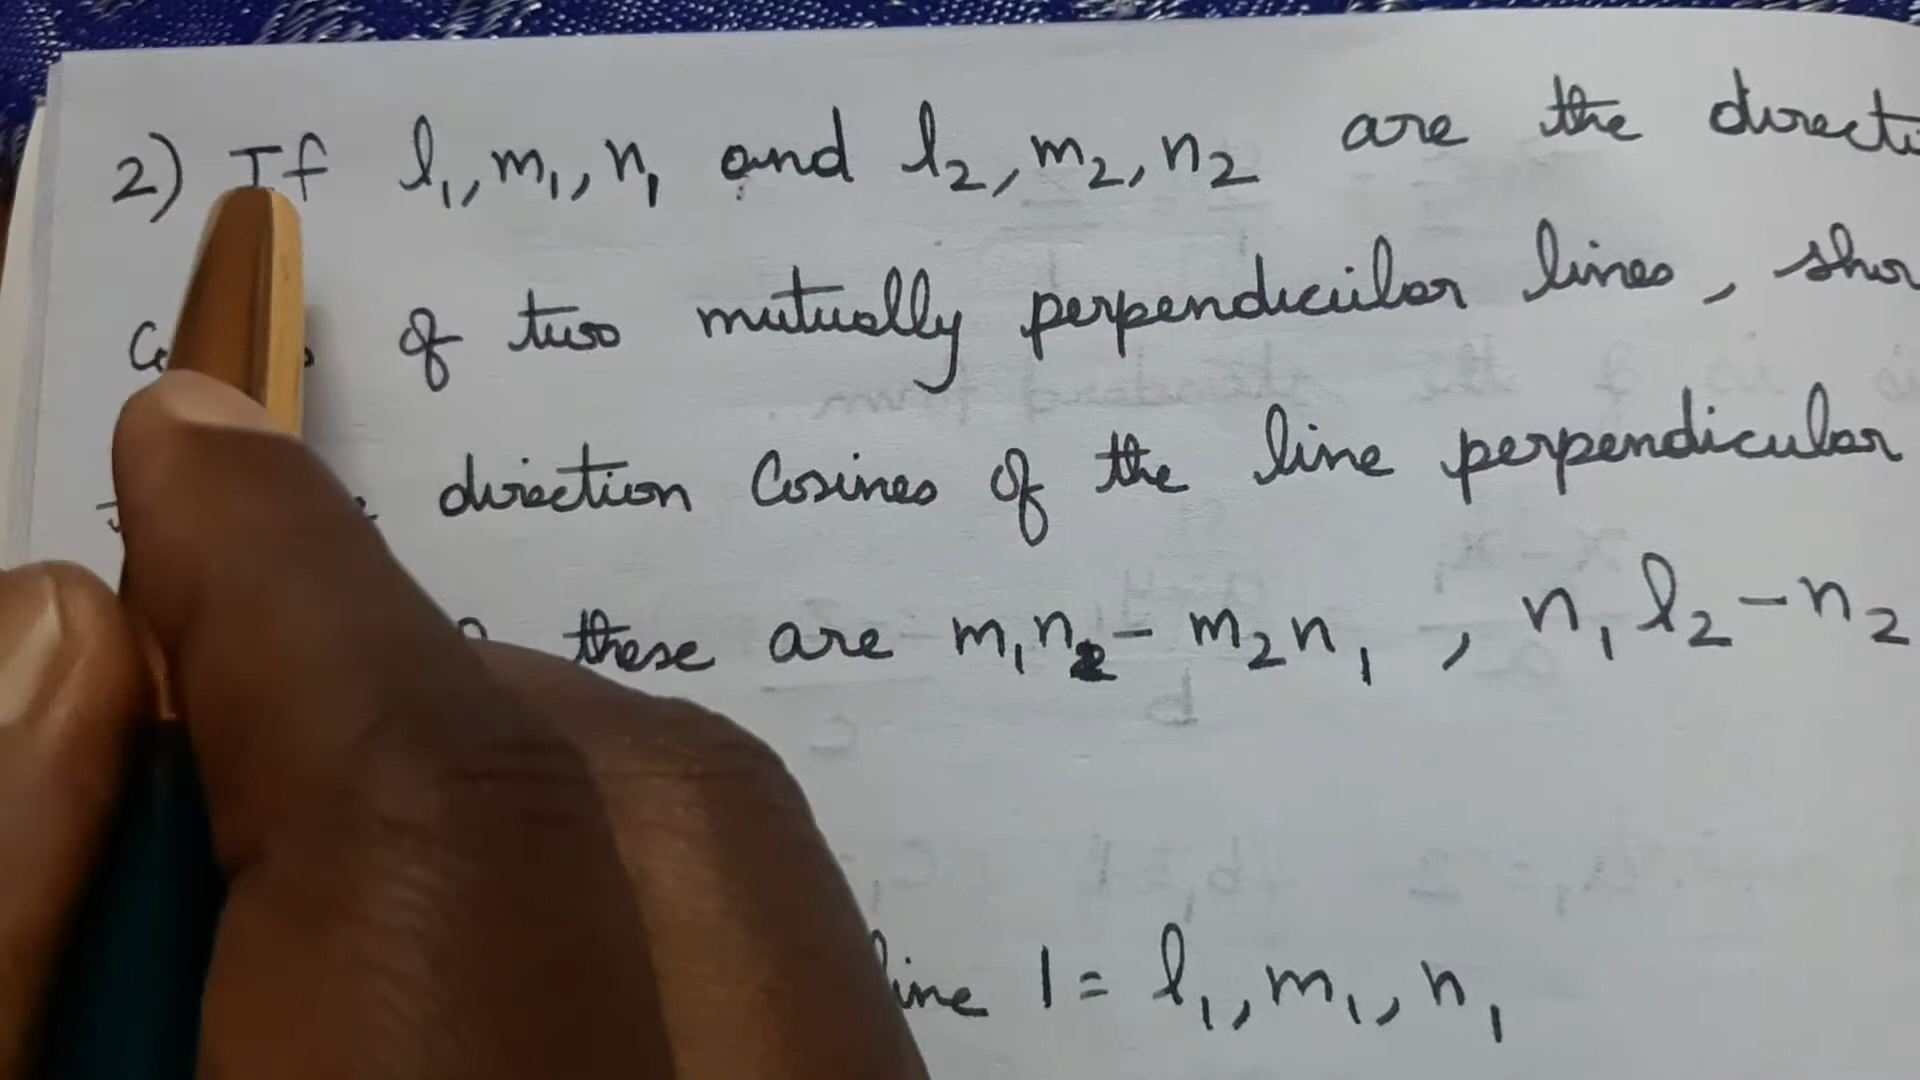 2) If l₁, m₁, n₁ and l₂, m₂, n₂ are the
of two mutually perpendicular lines,
direction Cosines of the line perpendicular
these are m₁n₂ - m₂n₁, n₁l₂ - n₂
line 1 = l₁, m₁, n₁